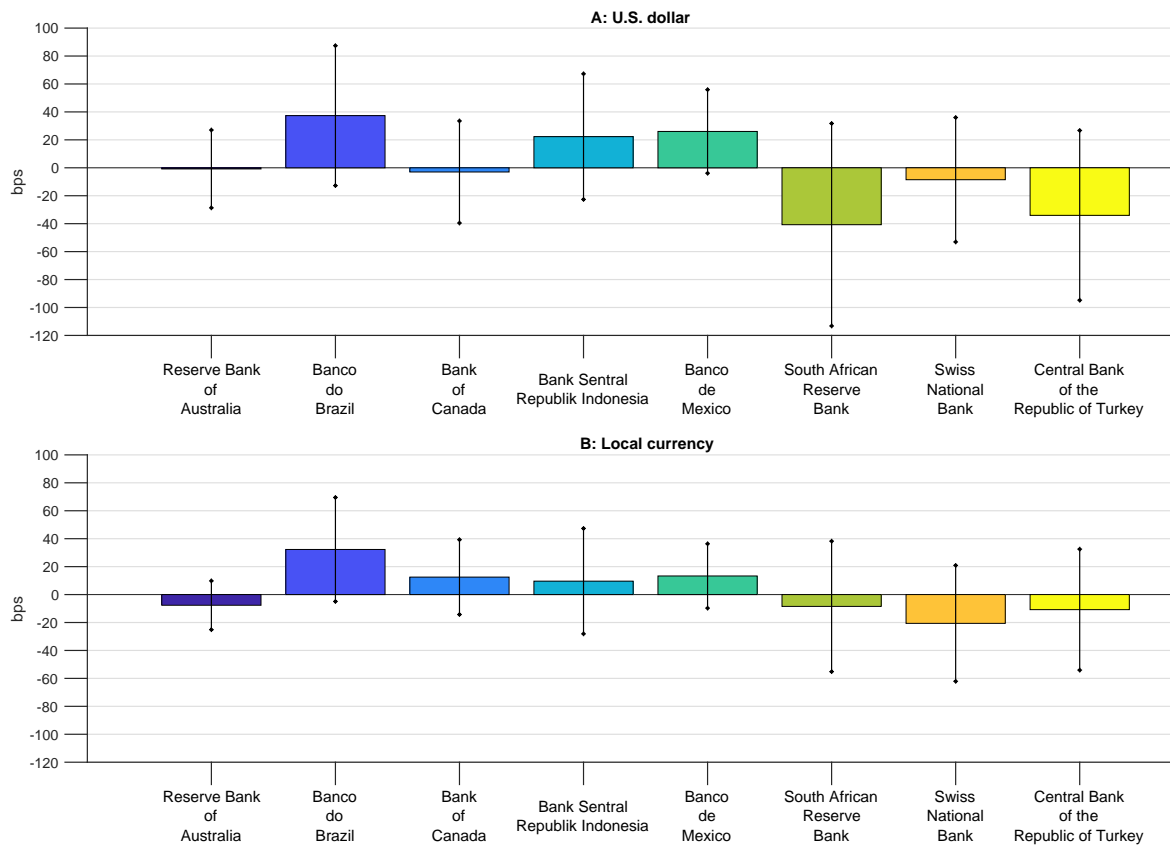 A: U.S. dollar
100
80
60
40
20
0
-20
-40
-60
-80
-100
-120
bps
Reserve Bank
of
Australia
Banco
do
Brazil
Bank
of
Canada
Bank Sentral
Republik Indonesia
Banco
de
Mexico
South African
Reserve
Bank
Swiss
National
Bank
Central Bank
of the
Republic of Turkey
B: Local currency
100
80
60
40
20
0
-20
-40
-60
-80
-100
-120
bps
Reserve Bank
of
Australia
Banco
do
Brazil
Bank
of
Canada
Bank Sentral
Republik Indonesia
Banco
de
Mexico
South African
Reserve
Bank
Swiss
National
Bank
Central Bank
of the
Republic of Turkey